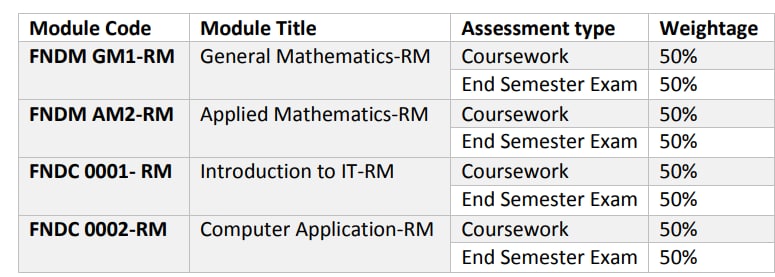 Module Code Module Title Assessment type Weightage
FNDM GM1-RM General Mathematics-RM Coursework 50%
End Semester Exam 50%
FNDM AM2-RM Applied Mathematics-RM Coursework 50%
End Semester Exam 50%
FNDC 0001- RM Introduction to IT-RM Coursework 50%
End Semester Exam 50%
FNDC 0002-RM Computer Application-RM Coursework 50%
End Semester Exam 50%